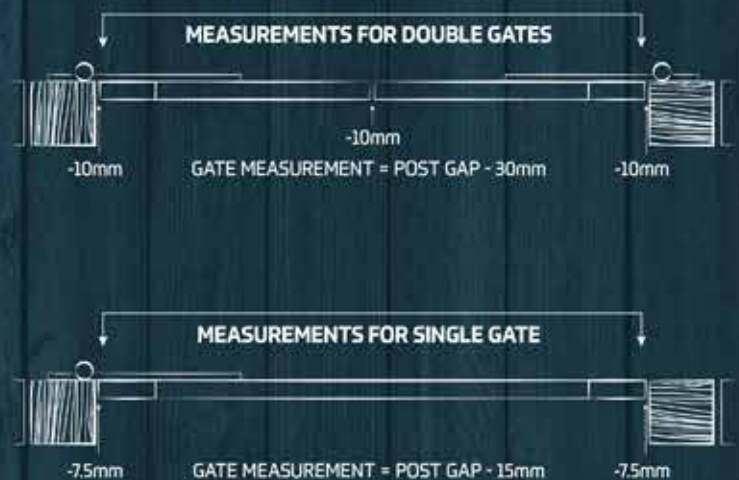 MEASUREMENTS FOR DOUBLE GATES
-10mm
-10mm GATE MEASUREMENT = POST GAP - 30mm -10mm
MEASUREMENTS FOR SINGLE GATE
-7.5mm GATE MEASUREMENT = POST GAP - 15mm -7.5mm